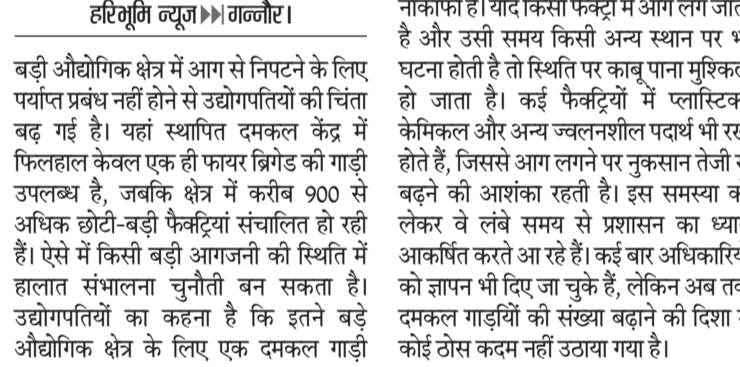 हरिभूमि न्यूज▶▶|गन्नौर।
बड़ी औद्योगिक क्षेत्र में आग से निपटने के लिए
पर्याप्त प्रबंध नहीं होने से उद्योगपतियों की चिंता
बढ़ गई है। यहां स्थापित दमकल केंद्र में
फिलहाल केवल एक ही फायर ब्रिगेड की गाड़ी
उपलब्ध है, जबकि क्षेत्र में करीब 900 से
अधिक छोटी-बड़ी फैक्ट्रियां संचालित हो रही
हैं। ऐसे में किसी बड़ी आगजनी की स्थिति में
हालात संभालना चुनौती बन सकता है।
उद्योगपतियों का कहना है कि इतने बड़े
औद्योगिक क्षेत्र के लिए एक दमकल गाड़ी
नाकाफी है। यदि किसी फैक्ट्री में आग लग
है और उसी समय किसी अन्य स्थान पर
घटना होती है तो स्थिति पर काबू पाना
हो जाता है। कई फैक्ट्रियों में
केमिकल और अन्य ज्वलनशील पदार्थ भी
होते हैं, जिससे आग लगने पर नुकसान तेजी
बढ़ने की आशंका रहती है। इस समस्या
लेकर वे लंबे समय से प्रशासन का
आकर्षित करते आ रहे हैं। कई बार
को ज्ञापन भी दिए जा चुके हैं, लेकिन अब
दमकल गाड़यिों की संख्या बढ़ाने की दिशा
कोई ठोस कदम नहीं उठाया गया है।